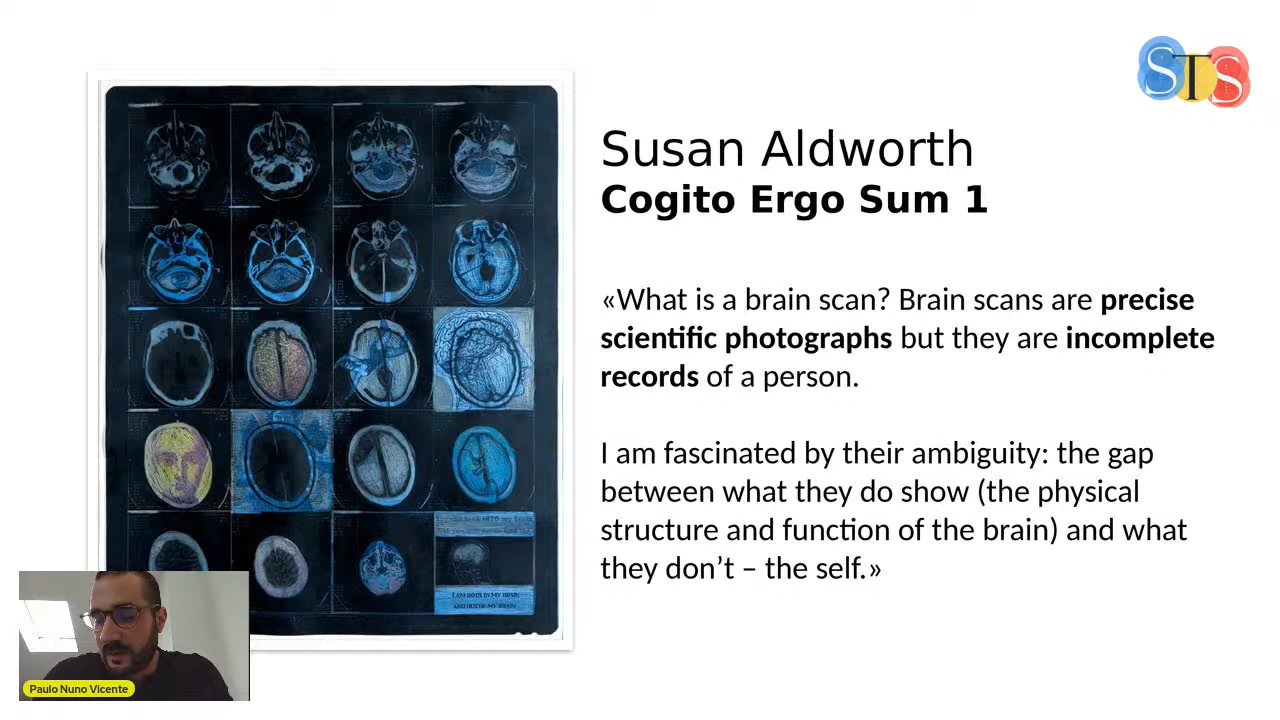 STS
Susan Aldworth
Cogito Ergo Sum 1
«What is a brain scan? Brain scans are precise
scientific photographs but they are incomplete
records of a person.
I am fascinated by their ambiguity: the gap
between what they do show (the physical
structure and function of the brain) and what
they don’t – the self.»
I AM BOTH IN MY HEAD,
AND OUT OF MY BRAIN
Paulo Nuno Vicente